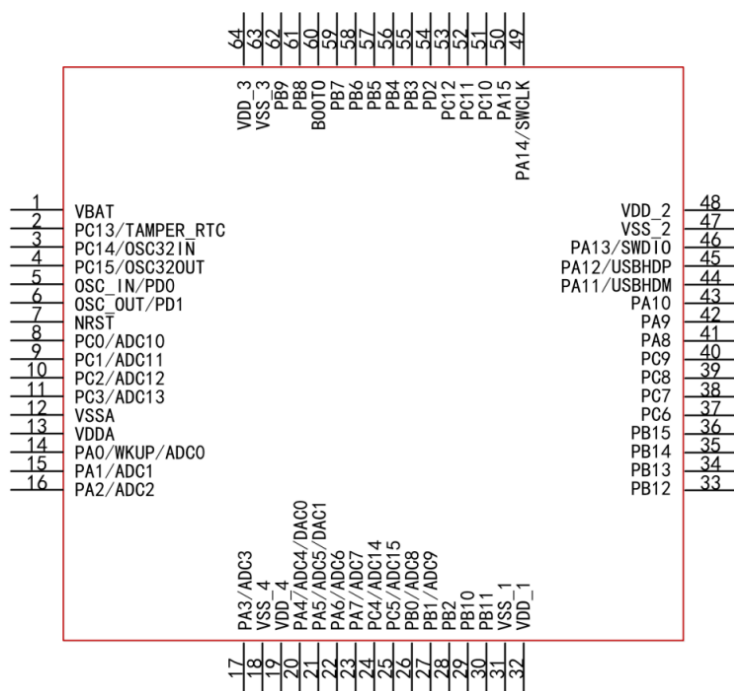 64 63 62 61 60 59 58 57 56 55 54 53 52 51 50 49
VDD_3
VSS_3
PB9
PB8
BOOT0
PB7
PB6
PB5
PB4
PB3
PD2
PC12
PC11
PC10
PA15
PA14/SWCLK
1 VBAT
2 PC13/TAMPER_RTC
3 PC14/OSC32IN
4 PC15/OSC32OUT
5 OSC_IN/PD0
6 OSC_OUT/PD1
7 NRST
8 PC0/ADC10
9 PC1/ADC11
10 PC2/ADC12
11 PC3/ADC13
12 VSSA
13 VDDA
14 PA0/WKUP/ADC0
15 PA1/ADC1
16 PA2/ADC2
VDD_2 48
VSS_2 47
PA13/SWDIO 46
PA12/USBHDP 45
PA11/USBHDM 44
PA10 43
PA9 42
PA8 41
PC9 40
PC8 39
PC7 38
PC6 37
PB15 36
PB14 35
PB13 34
PB12 33
PA3/ADC3
VSS_4
VDD_4
PA4/ADC4/DAC0
PA5/ADC5/DAC1
PA6/ADC6
PA7/ADC7
PC4/ADC14
PC5/ADC15
PB0/ADC8
PB1/ADC9
PB2
PB10
PB11
VSS_1
VDD_1
17 18 19 20 21 22 23 24 25 26 27 28 29 30 31 32